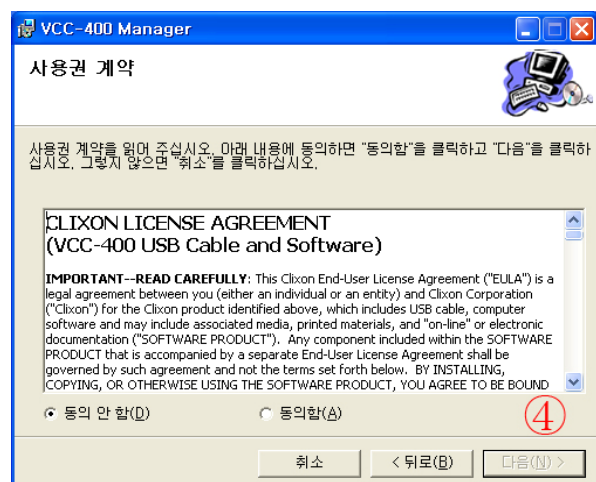 VCC-400 Manager
사용권 계약
사용권 계약을 읽어 주십시오. 아래 내용에 동의하면 "동의함"을 클릭하고 "다음"을 클릭하
십시오. 그렇지 않으면 "취소"를 클릭하십시오.
CLIXON LICENSE AGREEMENT
(VCC-400 USB Cable and Software)
IMPORTANT--READ CAREFULLY: This Clixon End-User License Agreement ("EULA") is a
legal agreement between you (either an individual or an entity) and Clixon Corporation
("Clixon") for the Clixon product identified above, which includes USB cable, computer
software and may include associated media, printed materials, and "on-line" or electronic
documentation ("SOFTWARE PRODUCT").  Any component included within the SOFTWARE
PRODUCT that is accompanied by a separate End-User License Agreement shall be
governed by such agreement and not the terms set forth below.  BY INSTALLING,
COPYING, OR OTHERWISE USING THE SOFTWARE PRODUCT, YOU AGREE TO BE BOUND
동의 안 함(D) 동의함(A) ④
취소 < 뒤로(B) 다음(N) >